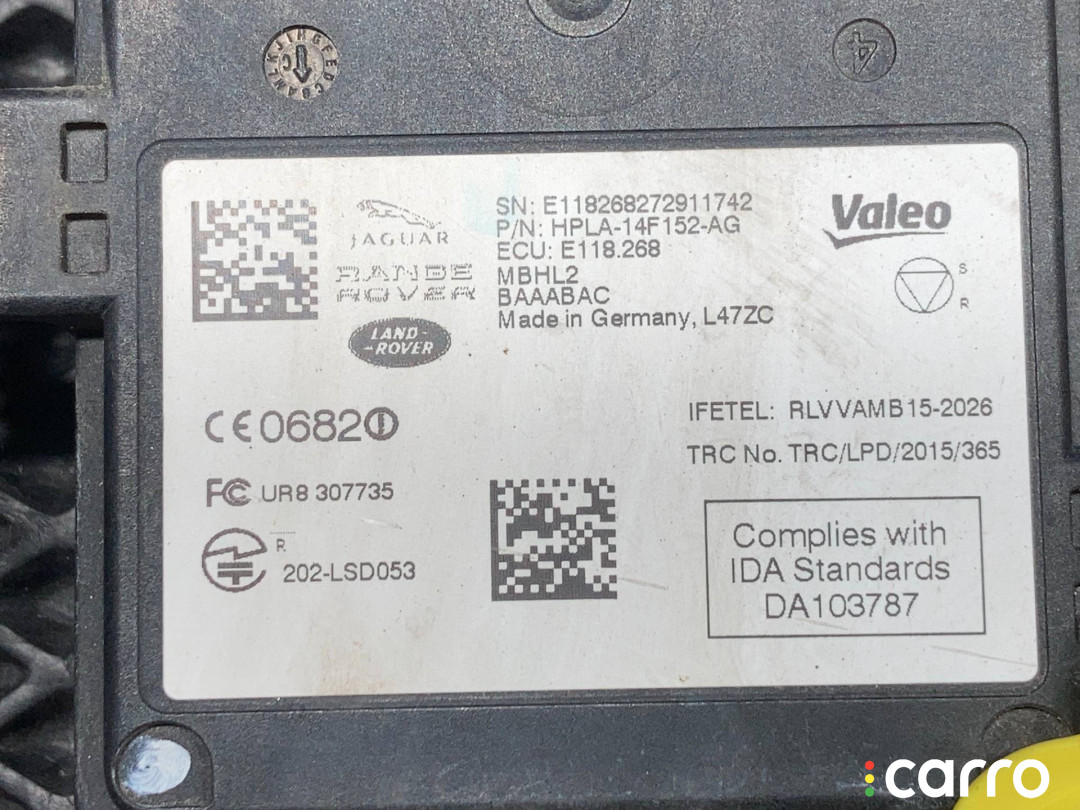 4
JAGUAR
RANGE
ROVER
LAND-
-ROVER
SN: E118268272911742
P/N: HPLA-14F152-AG
ECU: E118.268
MBHL2
BAAABAC
Made in Germany, L47ZC
Valeo
S
R
CE0682
IFETEL: RLVVAMB15-2026
TRC No. TRC/LPD/2015/365
FC UR8 307735
R
202-LSD053
Complies with
IDA Standards
DA103787
carro